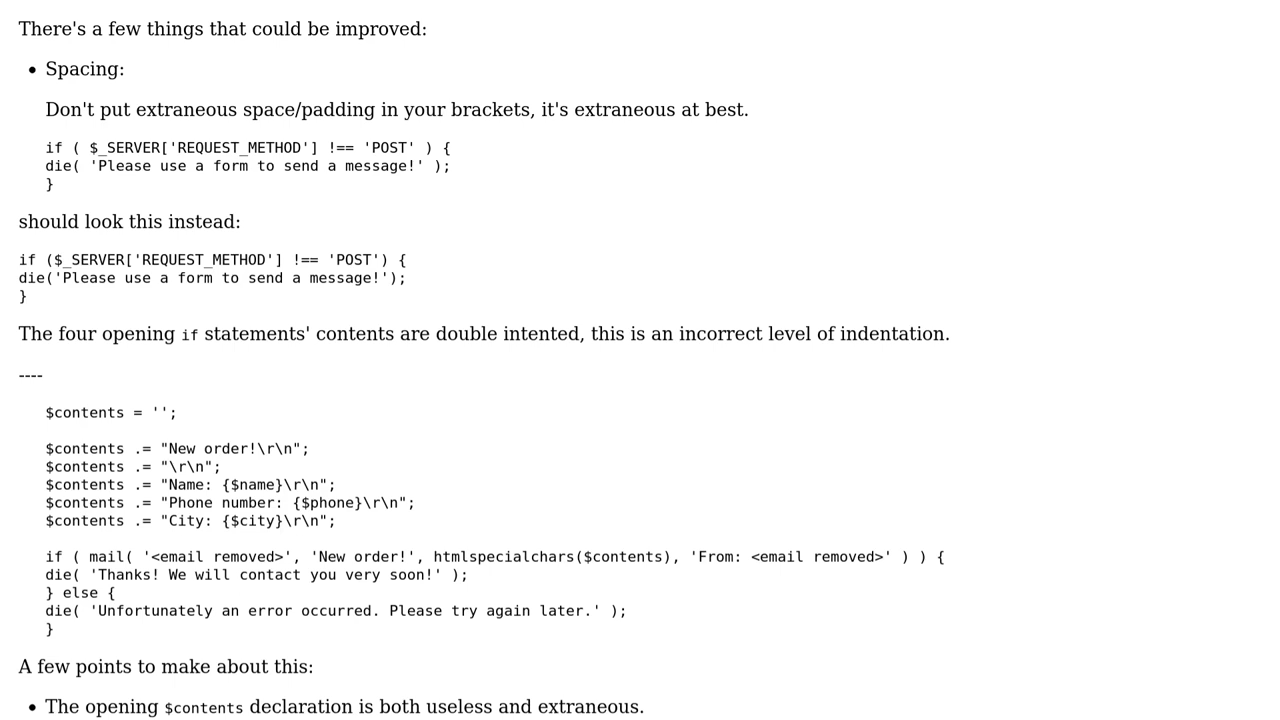 There's a few things that could be improved:
• Spacing:
Don't put extraneous space/padding in your brackets, it's extraneous at best.
if ( $_SERVER['REQUEST_METHOD'] !== 'POST' ) {
die( 'Please use a form to send a message!' );
}
should look this instead:
if ($_SERVER['REQUEST_METHOD'] !== 'POST') {
die('Please use a form to send a message!');
}
The four opening if statements' contents are double intented, this is an incorrect level of indentation.
----
$contents = '';
$contents .= "New order!\r\n";
$contents .= "\r\n";
$contents .= "Name: {$name}\r\n";
$contents .= "Phone number: {$phone}\r\n";
$contents .= "City: {$city}\r\n";
if ( mail( '<email removed>', 'New order!', htmlspecialchars($contents), 'From: <email removed>' ) ) {
die( 'Thanks! We will contact you very soon!' );
} else {
die( 'Unfortunately an error occurred. Please try again later.' );
}
A few points to make about this:
• The opening $contents declaration is both useless and extraneous.